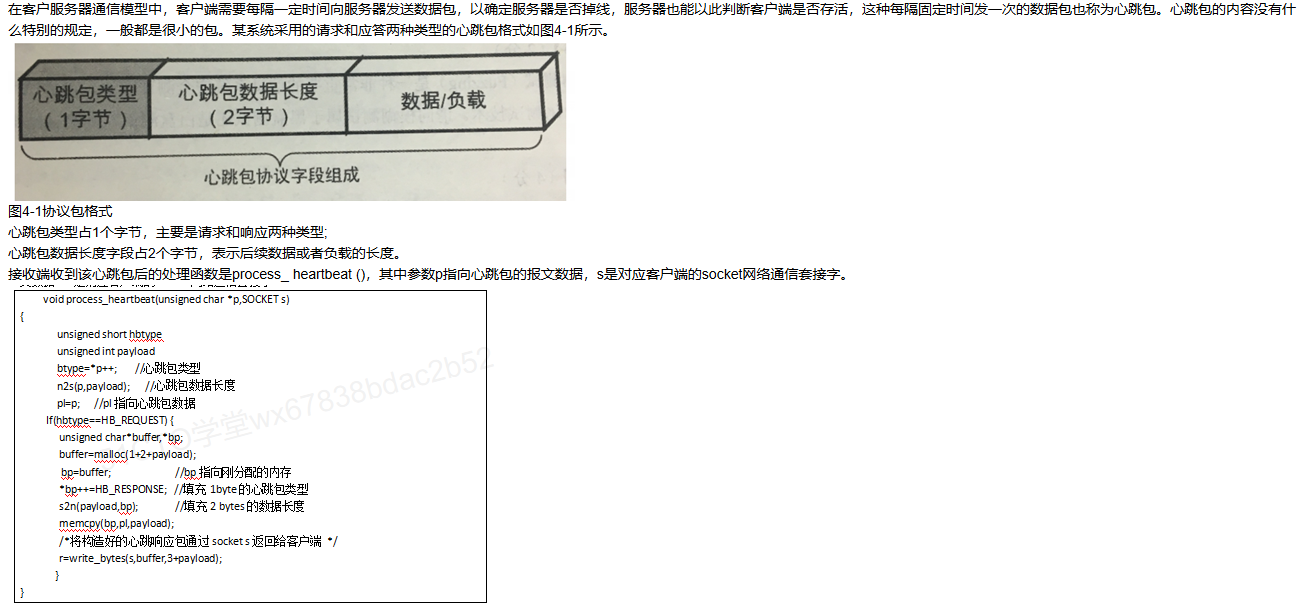 在客户服务器通信模型中，客户端需要每隔一定时间向服务器发送数据包，以确定服务器是否掉线，服务器也能以此判断客户端是否存活，这种每隔固定时间发一次的数据包也称为心跳包。心跳包的内容没有什
么特别的规定，一般都是很小的包。某系统采用的请求和应答两种类型的心跳包格式如图4-1所示。
心跳包类型
（1字节）
心跳包数据长度
（2字节）
数据/负载
心跳包协议字段组成
图4-1协议包格式
心跳包类型占1个字节，主要是请求和响应两种类型;
心跳包数据长度字段占2个字节，表示后续数据或者负载的长度。
接收端收到该心跳包后的处理函数是process_ heartbeat ()，其中参数p指向心跳包的报文数据，s是对应客户端的socket网络通信套接字。
void process_heartbeat(unsigned char *p,SOCKET s)
{
unsigned short hbtype
unsigned int payload
btype=*p++; //心跳包类型
n2s(p,payload); //心跳包数据长度
pl=p; //pl 指向心跳包数据
If(hbtype==HB_REQUEST) {
unsigned char*buffer,*bp;
buffer=malloc(1+2+payload);
bp=buffer; //bp 指向刚分配的内存
*bp++=HB_RESPONSE; //填充 1byte 的心跳包类型
s2n(payload,bp); //填充 2 bytes 的数据长度
memcpy(bp,pl,payload);
/*将构造好的心跳响应包通过 socket s 返回给客户端 */
r=write_bytes(s,buffer,3+payload);
}
}
学堂wx67838bdac2b52